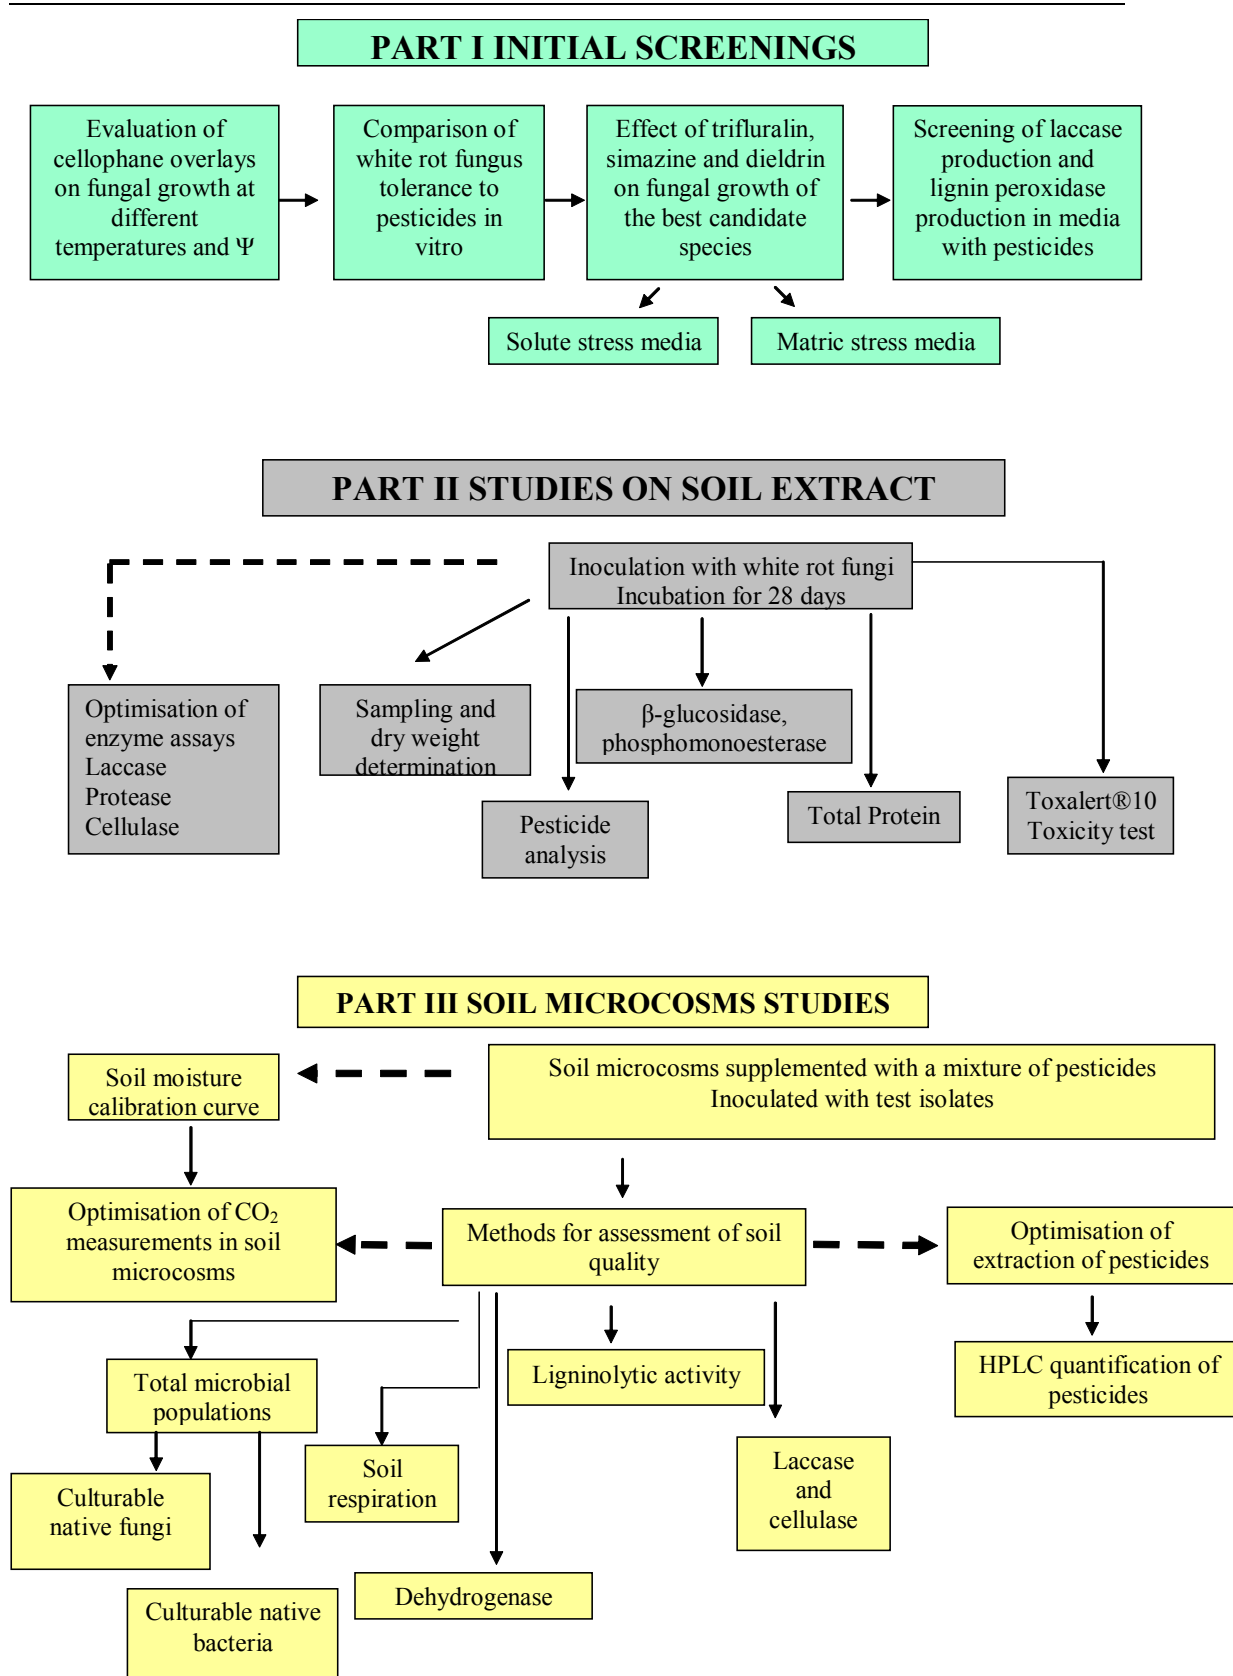 PART I INITIAL SCREENINGS
Evaluation of
cellophane overlays
on fungal growth at
different
temperatures and Ψ
Comparison of
white rot fungus
tolerance to
pesticides in
vitro
Effect of trifluralin,
simazine and dieldrin
on fungal growth of
the best candidate
species
Screening of laccase
production and
lignin peroxidase
production in media
with pesticides
Solute stress media
Matric stress media
PART II STUDIES ON SOIL EXTRACT
Inoculation with white rot fungi
Incubation for 28 days
Optimisation of
enzyme assays
Laccase
Protease
Cellulase
Sampling and
dry weight
determination
Pesticide
analysis
β-glucosidase,
phosphomonoesterase
Total Protein
Toxalert®10
Toxicity test
PART III SOIL MICROCOSMS STUDIES
Soil moisture
calibration curve
Soil microcosms supplemented with a mixture of pesticides
Inoculated with test isolates
Optimisation of CO₂
measurements in soil
microcosms
Methods for assessment of soil
quality
Optimisation of
extraction of pesticides
Total microbial
populations
Ligninolytic activity
HPLC quantification of
pesticides
Culturable
native fungi
Soil
respiration
Laccase
and
cellulase
Culturable native
bacteria
Dehydrogenase